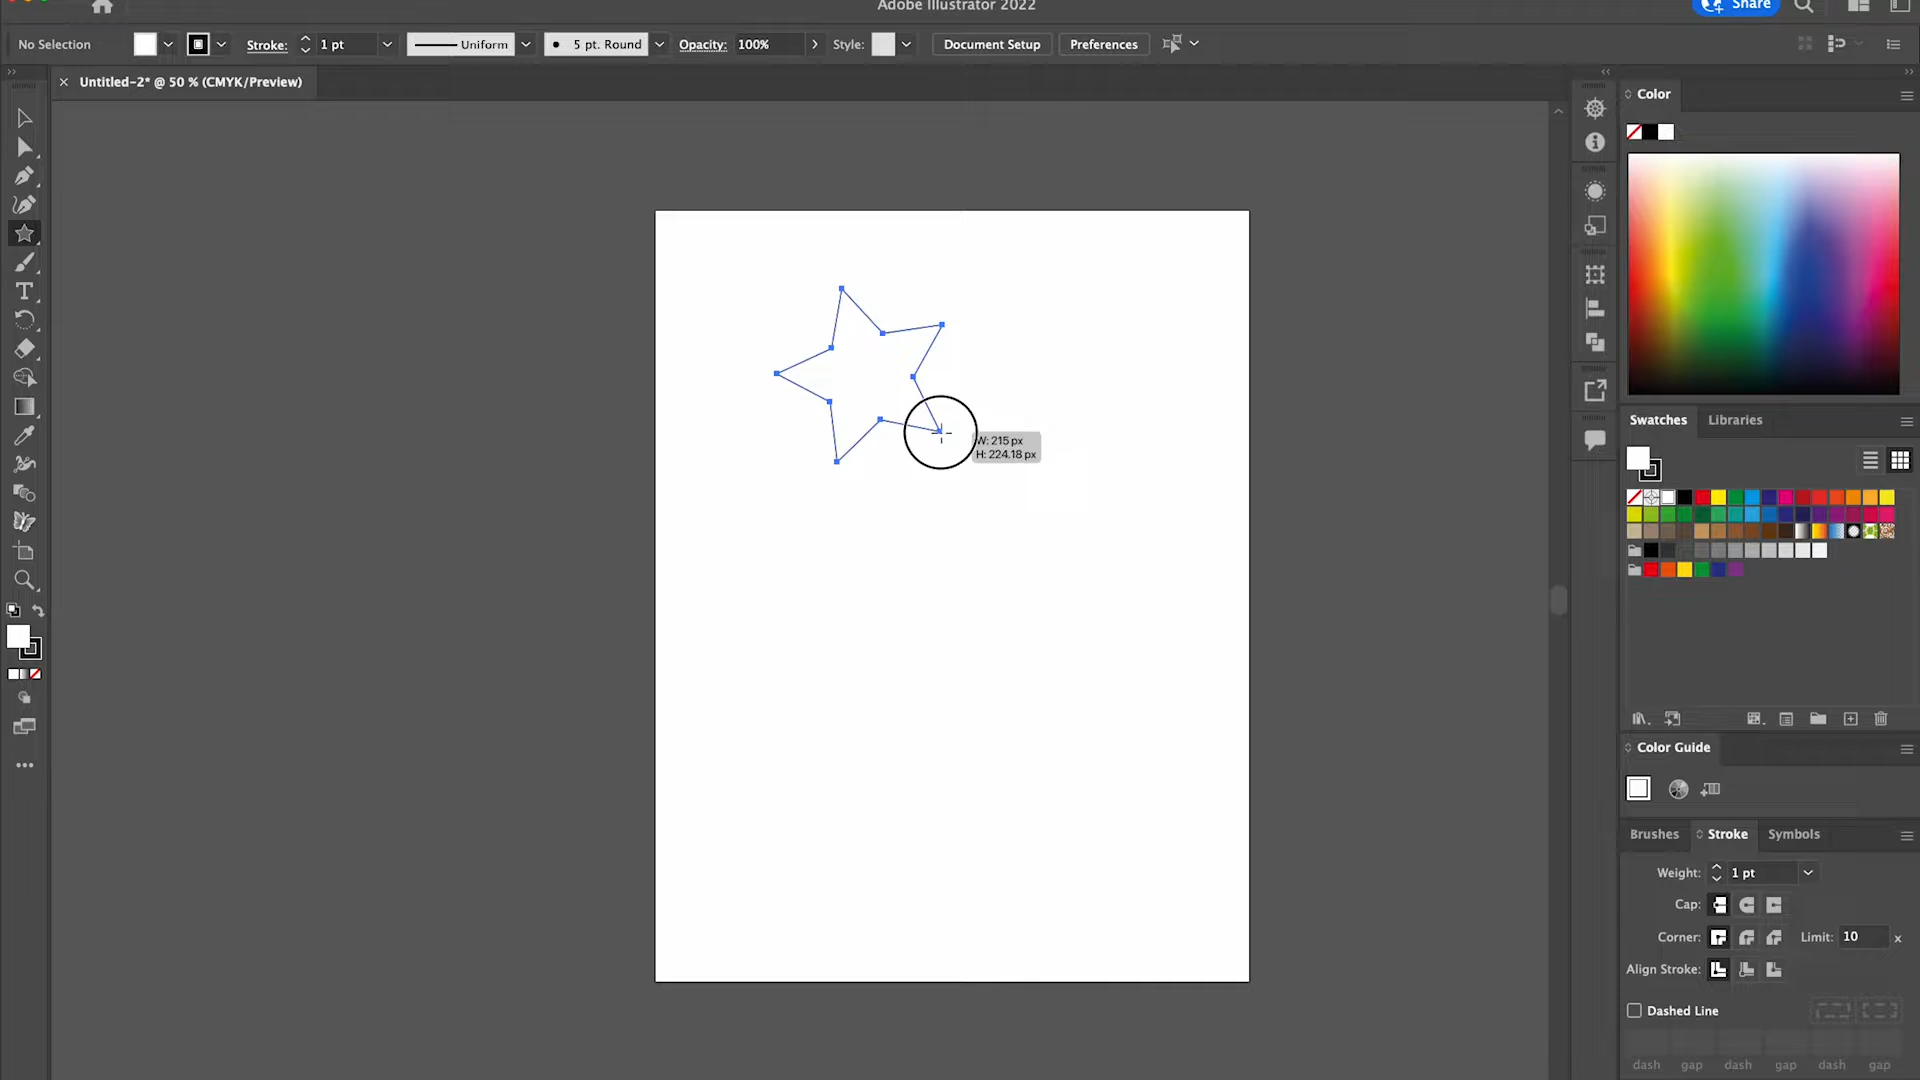 Adobe Illustrator 2022
Share
No Selection
Stroke:
1 pt
Uniform
5 pt. Round
Opacity:
100%
Style:
Document Setup
Preferences
Untitled-2* @ 50 % (CMYK/Preview)
Color
W: 215 px
H: 224.18 px
Swatches
Libraries
Color Guide
Brushes
Stroke
Symbols
Weight:
1 pt
Cap:
Corner:
Limit:
10
x
Align Stroke:
Dashed Line
dash
gap
dash
gap
dash
gap